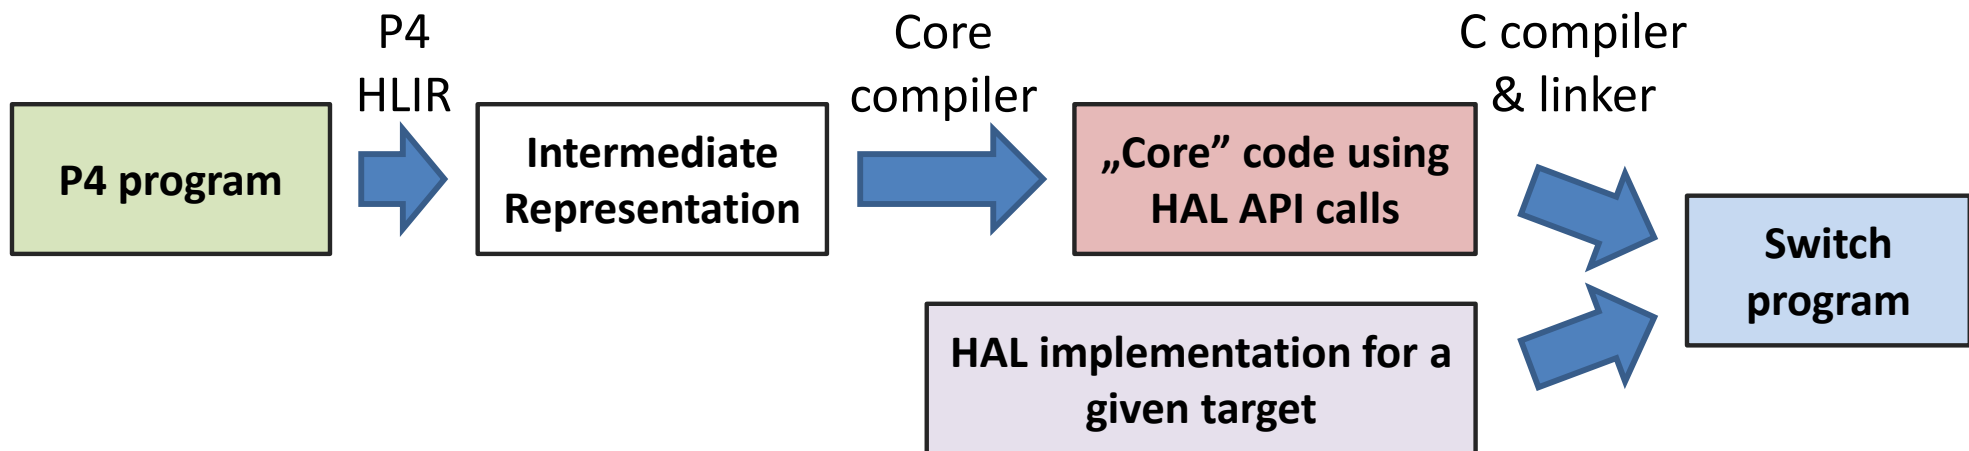 P4
HLIR
Core
compiler
C compiler
& linker
P4 program
Intermediate
Representation
„Core” code using
HAL API calls
HAL implementation for a
given target
Switch
program